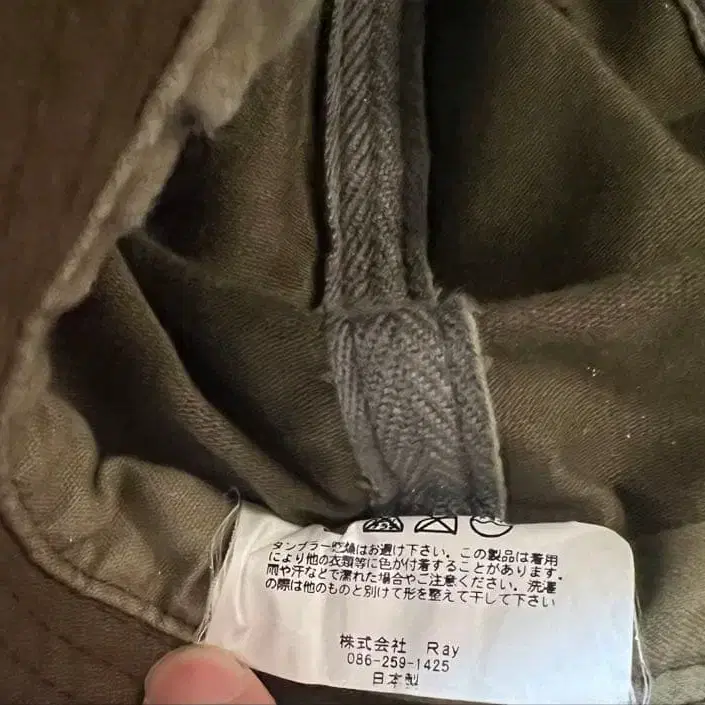 タンブラー乾燥はお避け下さい。この製品は着用
により他の衣類等に色が付着することがあります。
雨や汗などで濡れた場合やご注意ください。洗濯
の際は他のものと別けて形を整えて干して下さい
株式会社 Ray
086-259-1425
日本製